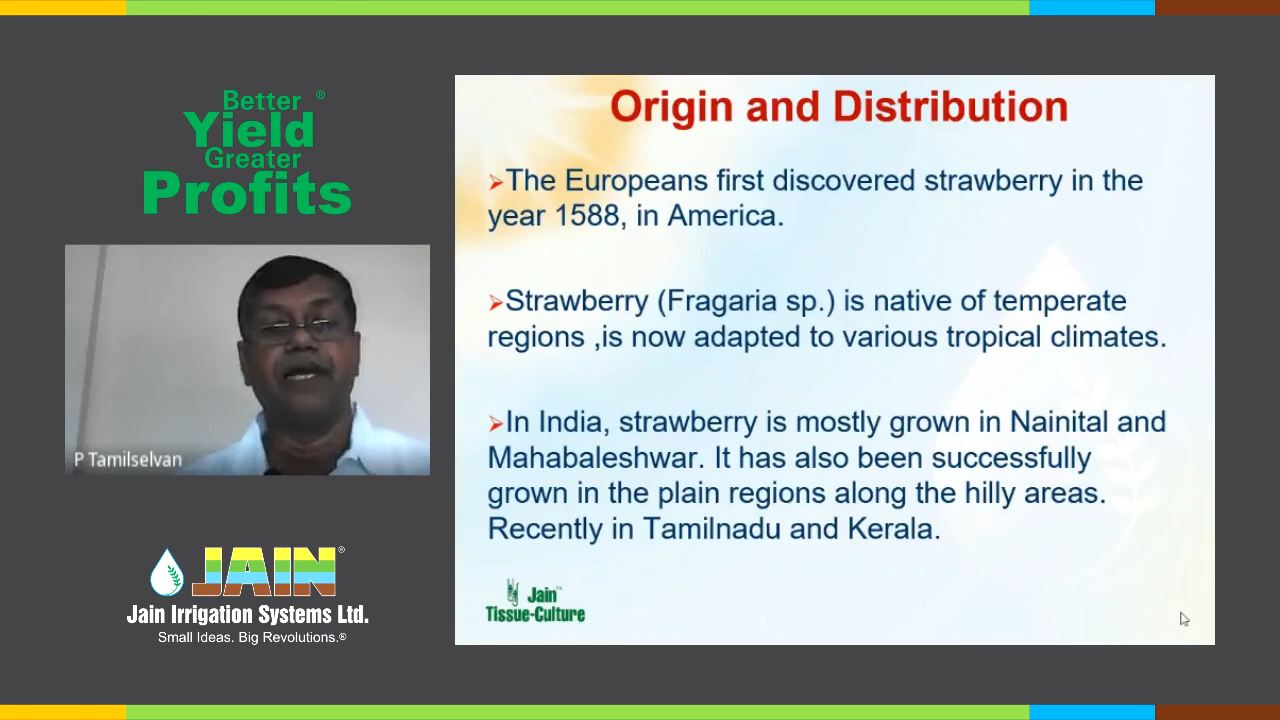 Better ®
Yield
Greater
Profits
P Tamilselvan
JAIN®
Jain Irrigation Systems Ltd.
Small Ideas. Big Revolutions.®
Origin and Distribution
➢The Europeans first discovered strawberry in the
year 1588, in America.
➢Strawberry (Fragaria sp.) is native of temperate
regions ,is now adapted to various tropical climates.
➢In India, strawberry is mostly grown in Nainital and
Mahabaleshwar. It has also been successfully
grown in the plain regions along the hilly areas.
Recently in Tamilnadu and Kerala.
Jain™
Tissue-Culture